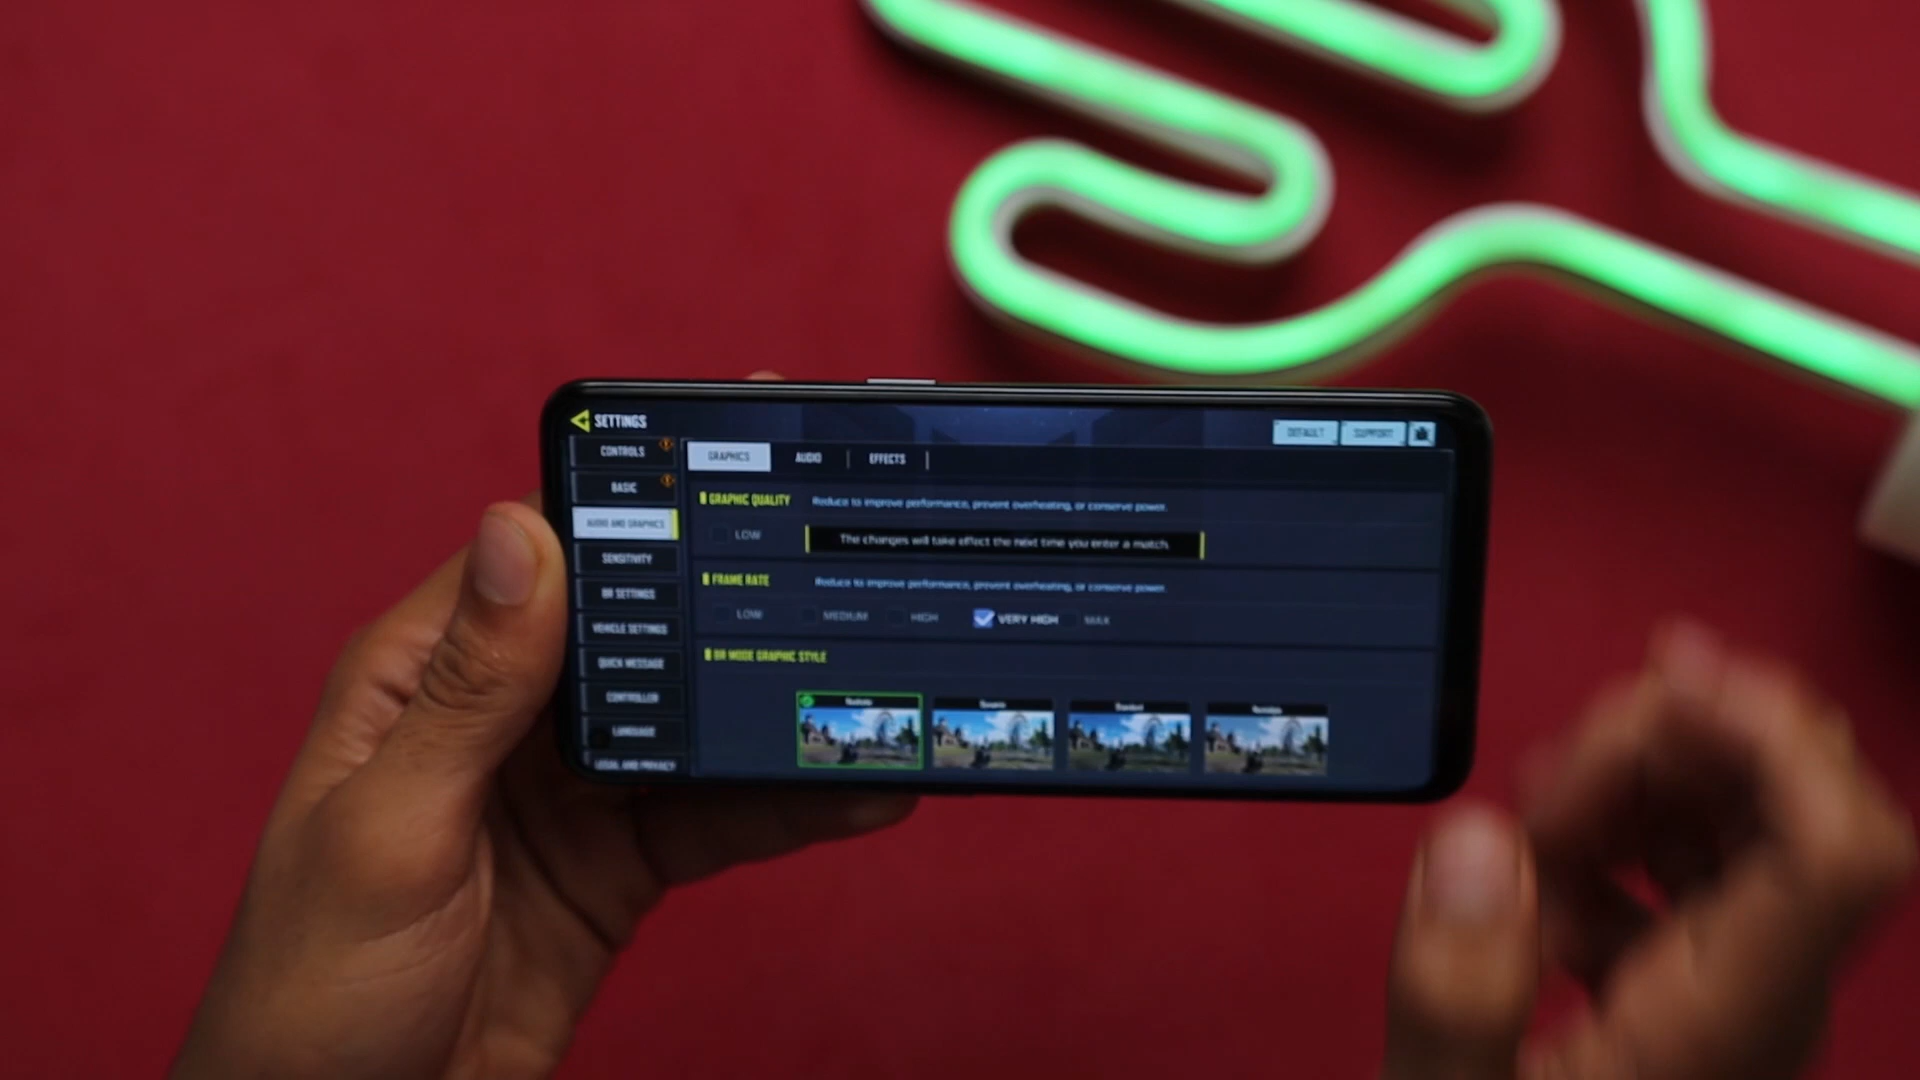 SETTINGS
DEFAULT
SUPPORT
CONTROLS
BASIC
AUDIO AND GRAPHICS
SENSITIVITY
BR SETTINGS
VEHICLE SETTINGS
QUICK MESSAGE
CONTROLLER
LANGUAGE
LEGAL AND PRIVACY
GRAPHICS
AUDIO
EFFECTS
GRAPHIC QUALITY
Reduce to improve performance, prevent overheating, or conserve power.
LOW
The changes will take effect the next time you enter a match.
FRAME RATE
Reduce to improve performance, prevent overheating, or conserve power.
LOW
MEDIUM
HIGH
VERY HIGH
MAX
BR MODE GRAPHIC STYLE